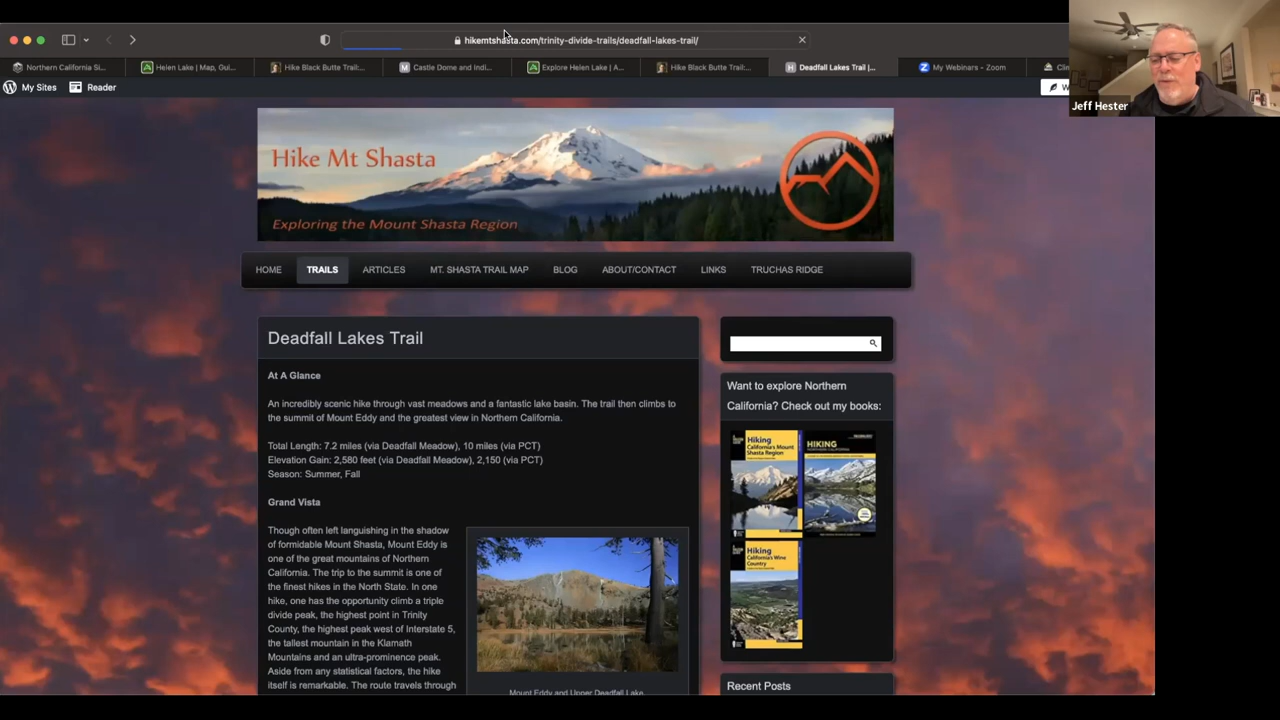 hikemtshasta.com/trinity-divide-trails/deadfall-lakes-trail/
Northern California Si...
Helen Lake | Map, Gui...
Hike Black Butte Trail:...
Castle Dome and Indi...
Explore Helen Lake | A...
Hike Black Butte Trail:...
Deadfall Lakes Trail |...
My Webinars - Zoom
My Sites
Reader
Jeff Hester
Hike Mt Shasta
Exploring the Mount Shasta Region
HOME
TRAILS
ARTICLES
MT. SHASTA TRAIL MAP
BLOG
ABOUT/CONTACT
LINKS
TRUCHAS RIDGE
Deadfall Lakes Trail
At A Glance
An incredibly scenic hike through vast meadows and a fantastic lake basin. The trail then climbs to
the summit of Mount Eddy and the greatest view in Northern California.
Total Length: 7.2 miles (via Deadfall Meadow), 10 miles (via PCT)
Elevation Gain: 2,580 feet (via Deadfall Meadow), 2,150 (via PCT)
Season: Summer, Fall
Grand Vista
Though often left languishing in the shadow
of formidable Mount Shasta, Mount Eddy is
one of the great mountains of Northern
California. The trip to the summit is one of
the finest hikes in the North State. In one
hike, one has the opportunity climb a triple
divide peak, the highest point in Trinity
County, the highest peak west of Interstate 5,
the tallest mountain in the Klamath
Mountains and an ultra-prominence peak.
Aside from any statistical factors, the hike
itself is remarkable. The route travels through
Mount Eddy and Upper Deadfall Lake.
Want to explore Northern
California? Check out my books:
Hiking
California's Mount
Shasta Region
HIKING
Hiking
California's Wine
Country
Recent Posts